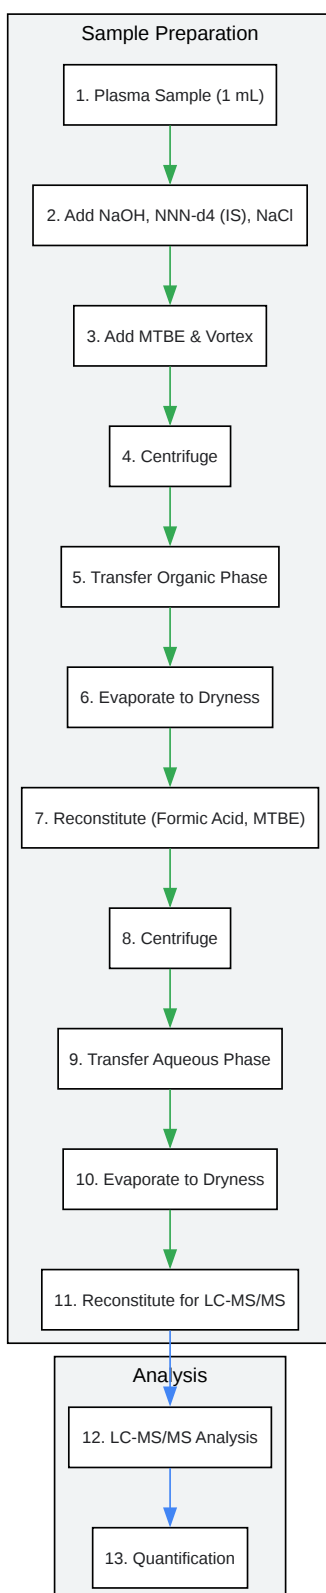 Sample Preparation
1. Plasma Sample (1 mL)
2. Add NaOH, NNN-d4 (IS), NaCl
3. Add MTBE & Vortex
4. Centrifuge
5. Transfer Organic Phase
6. Evaporate to Dryness
7. Reconstitute (Formic Acid, MTBE)
8. Centrifuge
9. Transfer Aqueous Phase
10. Evaporate to Dryness
11. Reconstitute for LC-MS/MS
Analysis
12. LC-MS/MS Analysis
13. Quantification